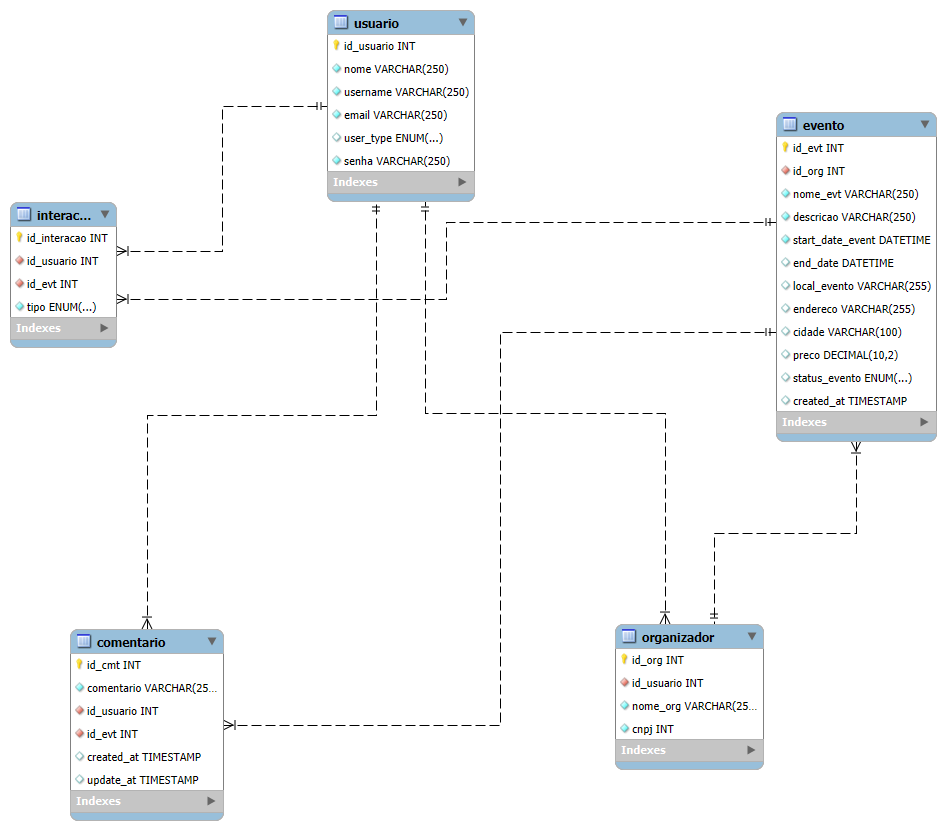 usuario
id_usuario INT
nome VARCHAR(250)
username VARCHAR(250)
email VARCHAR(250)
user_type ENUM(...)
senha VARCHAR(250)
Indexes
evento
id_evt INT
id_org INT
nome_evt VARCHAR(250)
descricao VARCHAR(250)
start_date_event DATETIME
end_date DATETIME
local_evento VARCHAR(255)
endereco VARCHAR(255)
cidade VARCHAR(100)
preco DECIMAL(10,2)
status_evento ENUM(...)
created_at TIMESTAMP
Indexes
interac...
id_interacao INT
id_usuario INT
id_evt INT
tipo ENUM(...)
Indexes
comentario
id_cmt INT
comentario VARCHAR(25...
id_usuario INT
id_evt INT
created_at TIMESTAMP
update_at TIMESTAMP
Indexes
organizador
id_org INT
id_usuario INT
nome_org VARCHAR(25...
cnpj INT
Indexes